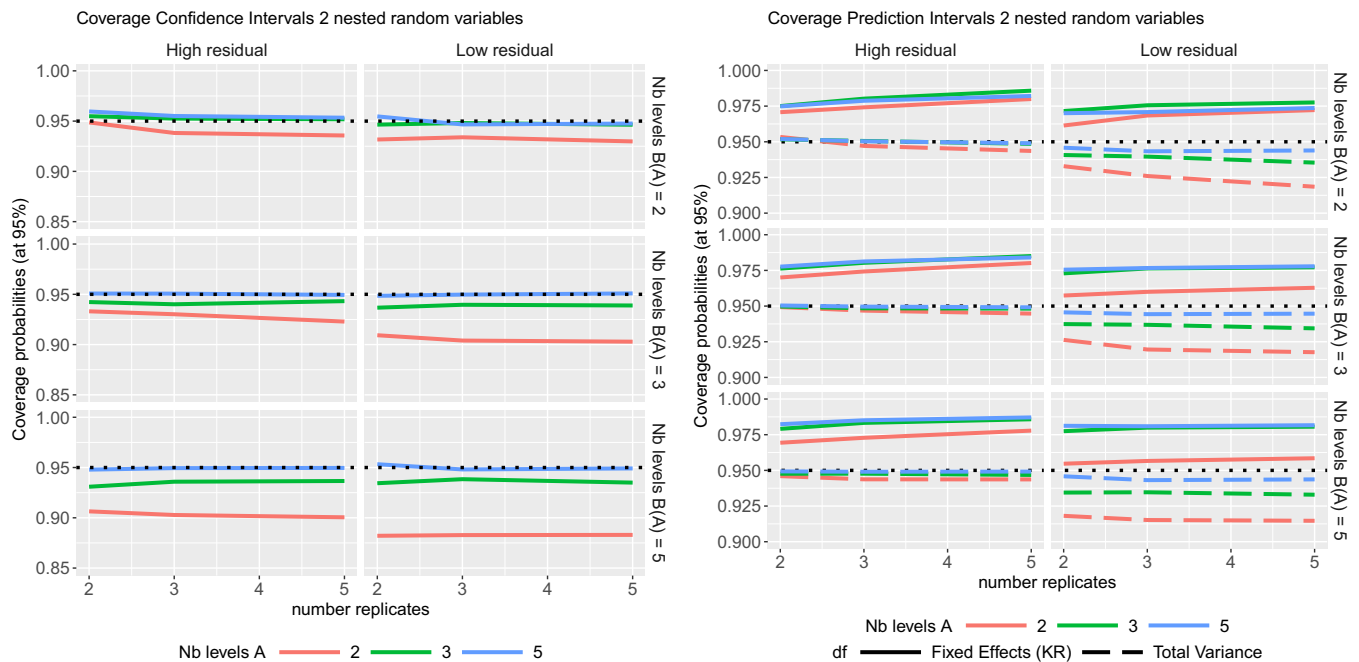 Coverage Confidence Intervals 2 nested random variables
High residual
Low residual
Coverage probabilities (at 95%)
1.00
0.95
0.90
0.85
Nb levels B(A) = 2
1.00
0.95
0.90
0.85
Nb levels B(A) = 3
1.00
0.95
0.90
0.85
Nb levels B(A) = 5
2 3 4 5
2 3 4 5
number replicates
Nb levels A 2 3 5
Coverage Prediction Intervals 2 nested random variables
High residual
Low residual
Coverage probabilities (at 95%)
1.000
0.975
0.950
0.925
0.900
Nb levels B(A) = 2
1.000
0.975
0.950
0.925
0.900
Nb levels B(A) = 3
1.000
0.975
0.950
0.925
0.900
Nb levels B(A) = 5
2 3 4 5
2 3 4 5
number replicates
Nb levels A 2 3 5
df Fixed Effects (KR) Total Variance